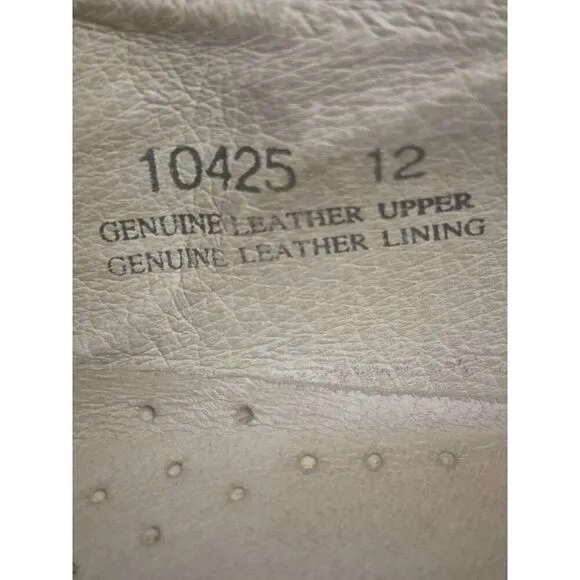 10425 12
GENUINE LEATHER UPPER
GENUINE LEATHER LINING